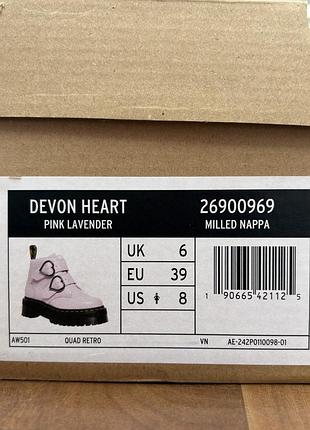 DEVON HEART
PINK LAVENDER
26900969
MILLED NAPPA
UK 6
EU 39
US 8
1 90665 42112 5
AW501 QUAD RETRO VN AE-242P0110098-01